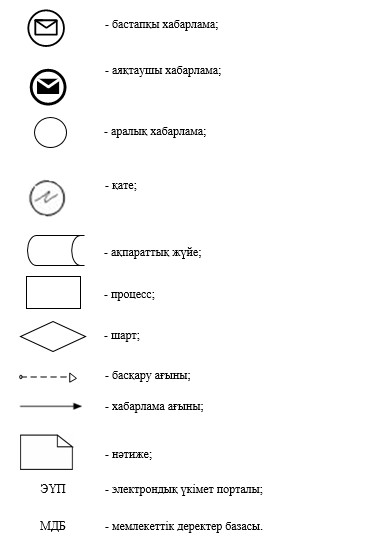 - бастапқы хабарлама;
- аяқтаушы хабарлама;
- аралық хабарлама;
- қате;
- ақпараттық жүйе;
- процесс;
- шарт;
- басқару ағыны;
- хабарлама ағыны;
- нәтиже;
ЭҮП - электрондық үкімет порталы;
МДБ - мемлекеттік деректер базасы.